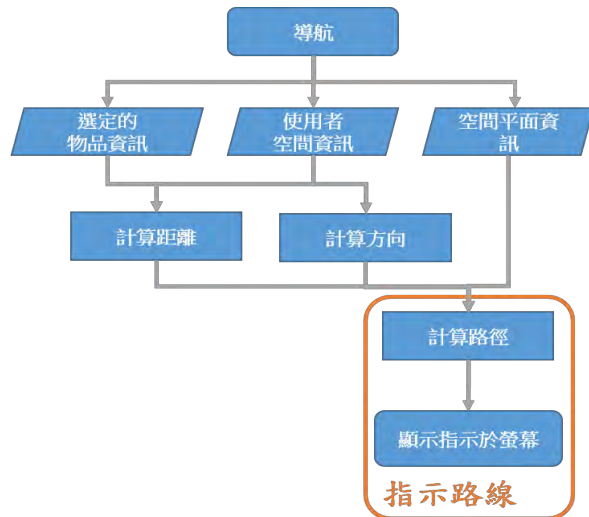 導航
選定的
物品資訊
使用者
空間資訊
空間平面資
訊
計算距離
計算方向
計算路徑
顯示指示於螢幕
指示路線